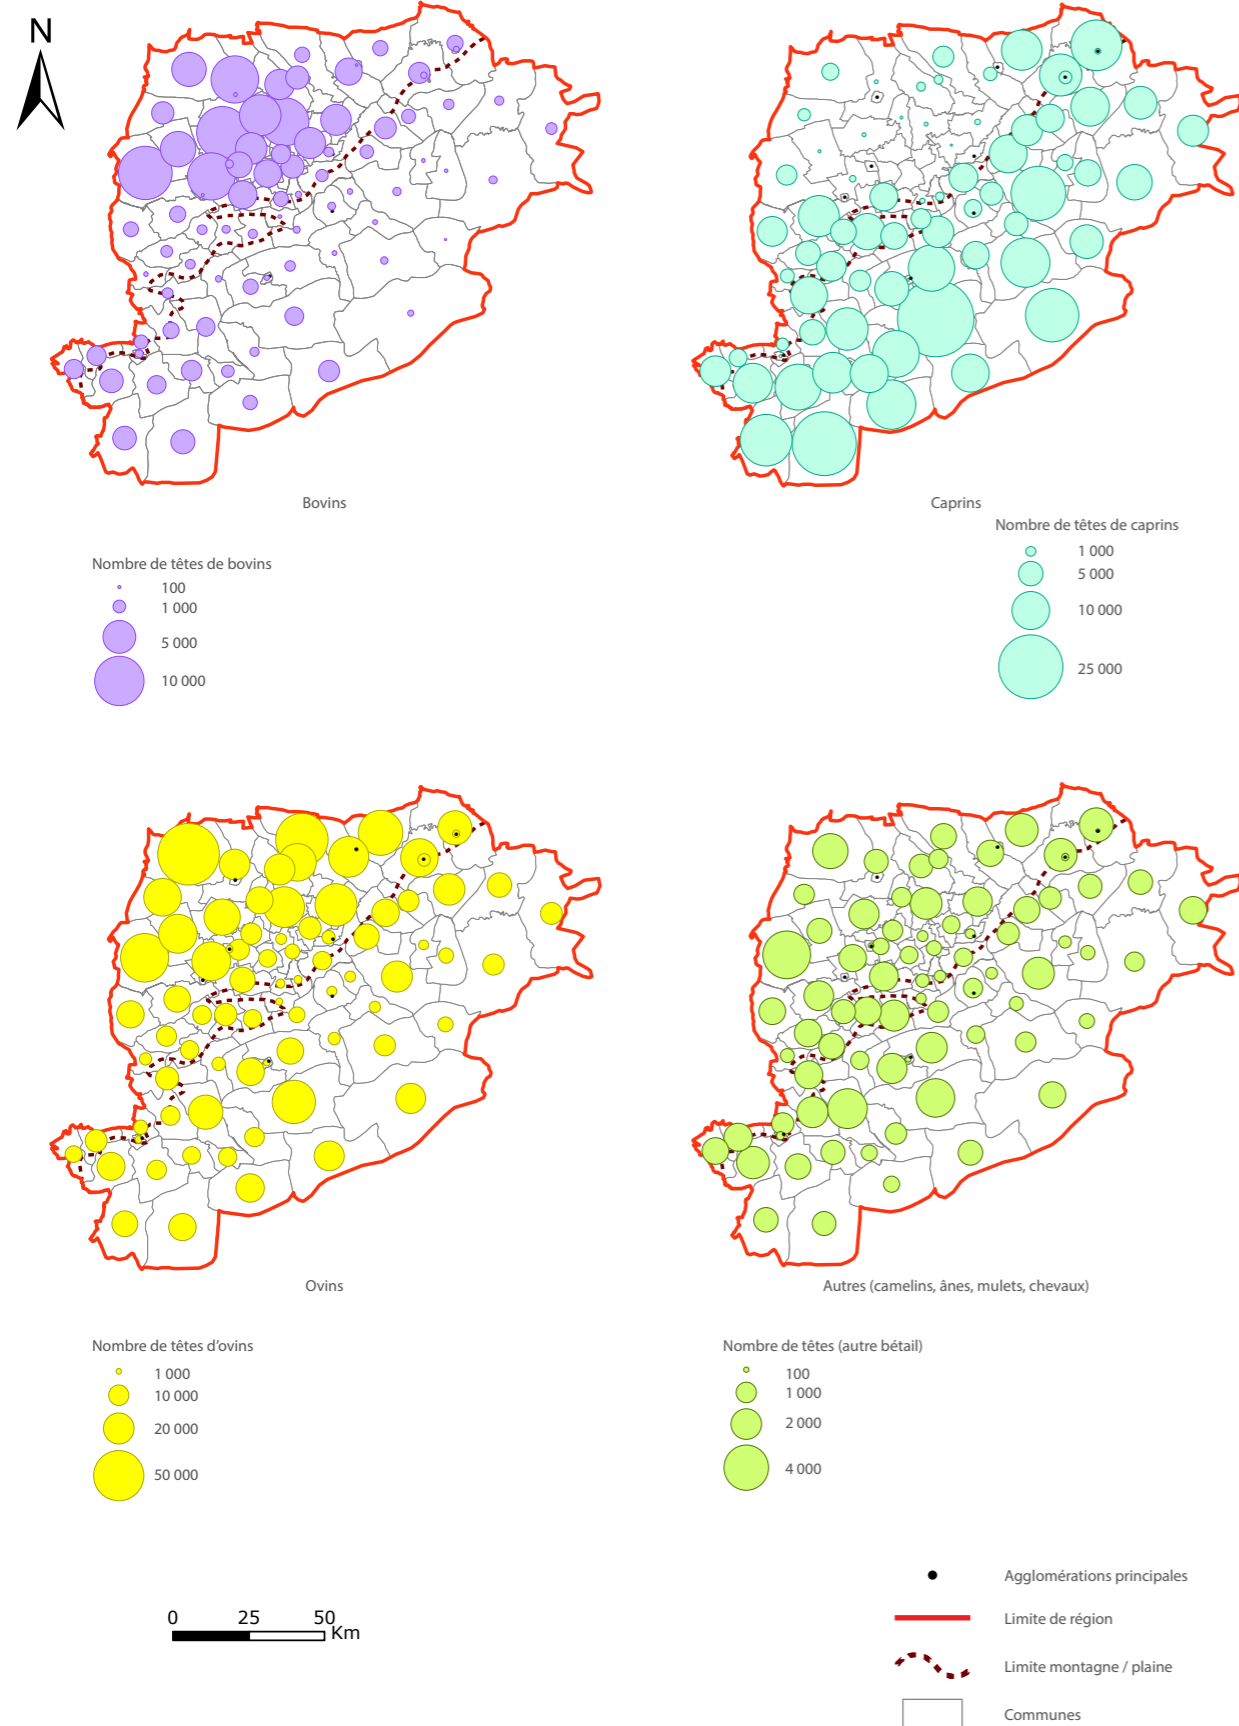 N
Bovins
Caprins
Nombre de têtes de bovins
100
1 000
5 000
10 000
Nombre de têtes de caprins
1 000
5 000
10 000
25 000
Ovins
Autres (camelins, ânes, mulets, chevaux)
Nombre de têtes d'ovins
1 000
10 000
20 000
50 000
Nombre de têtes (autre bétail)
100
1 000
2 000
4 000
0 25 50 Km
Agglomérations principales
Limite de région
Limite montagne / plaine
Communes